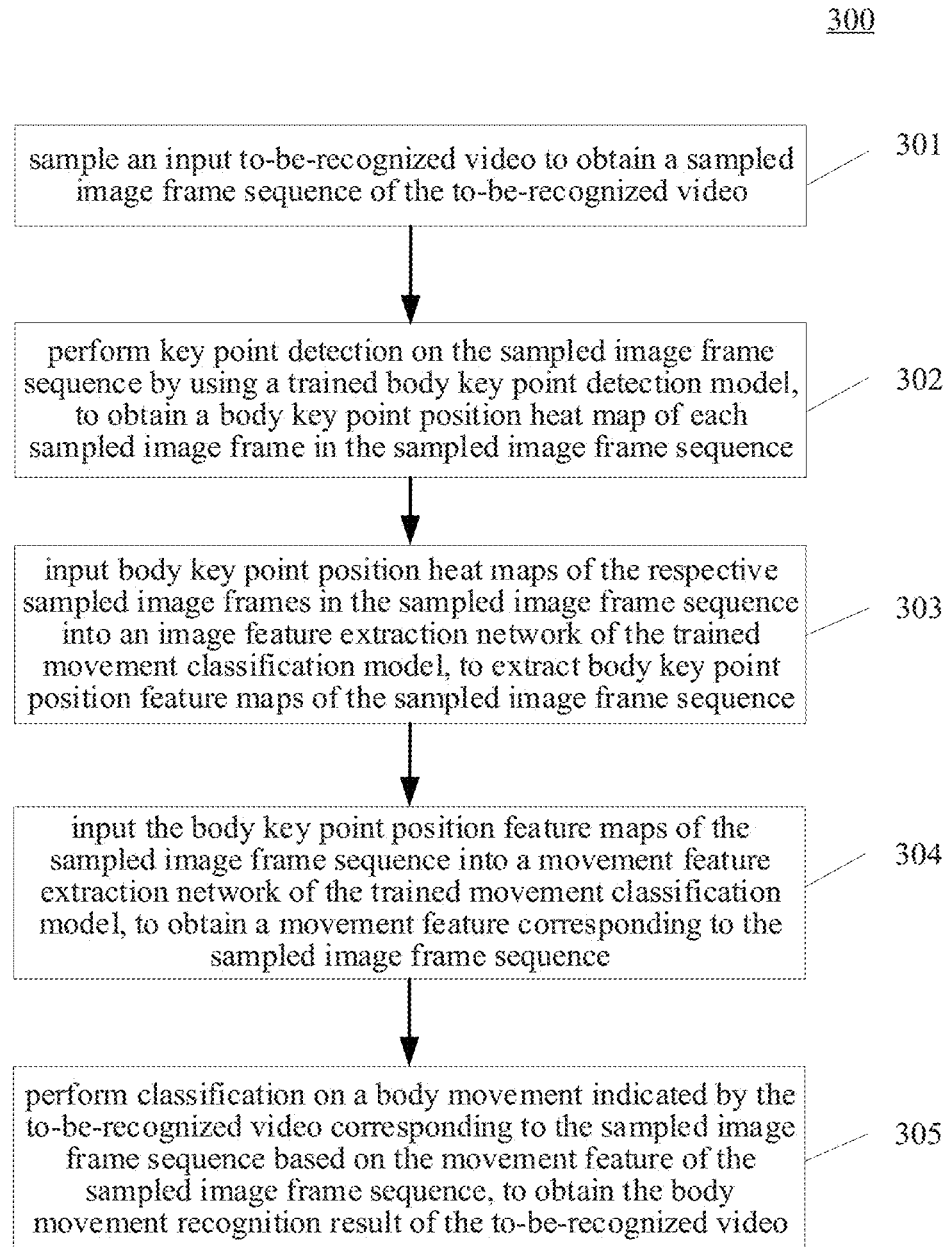 300
sample an input to-be-recognized video to obtain a sampled
image frame sequence of the to-be-recognized video
301
perform key point detection on the sampled image frame
sequence by using a trained body key point detection model,
to obtain a body key point position heat map of each
sampled image frame in the sampled image frame sequence
302
input body key point position heat maps of the respective
sampled image frames in the sampled image frame sequence
into an image feature extraction network of the trained
movement classification model, to extract body key point
position feature maps of the sampled image frame sequence
303
input the body key point position feature maps of the
sampled image frame sequence into a movement feature
extraction network of the trained movement classification
model, to obtain a movement feature corresponding to the
sampled image frame sequence
304
perform classification on a body movement indicated by the
to-be-recognized video corresponding to the sampled image
frame sequence based on the movement feature of the
sampled image frame sequence, to obtain the body
movement recognition result of the to-be-recognized video
305